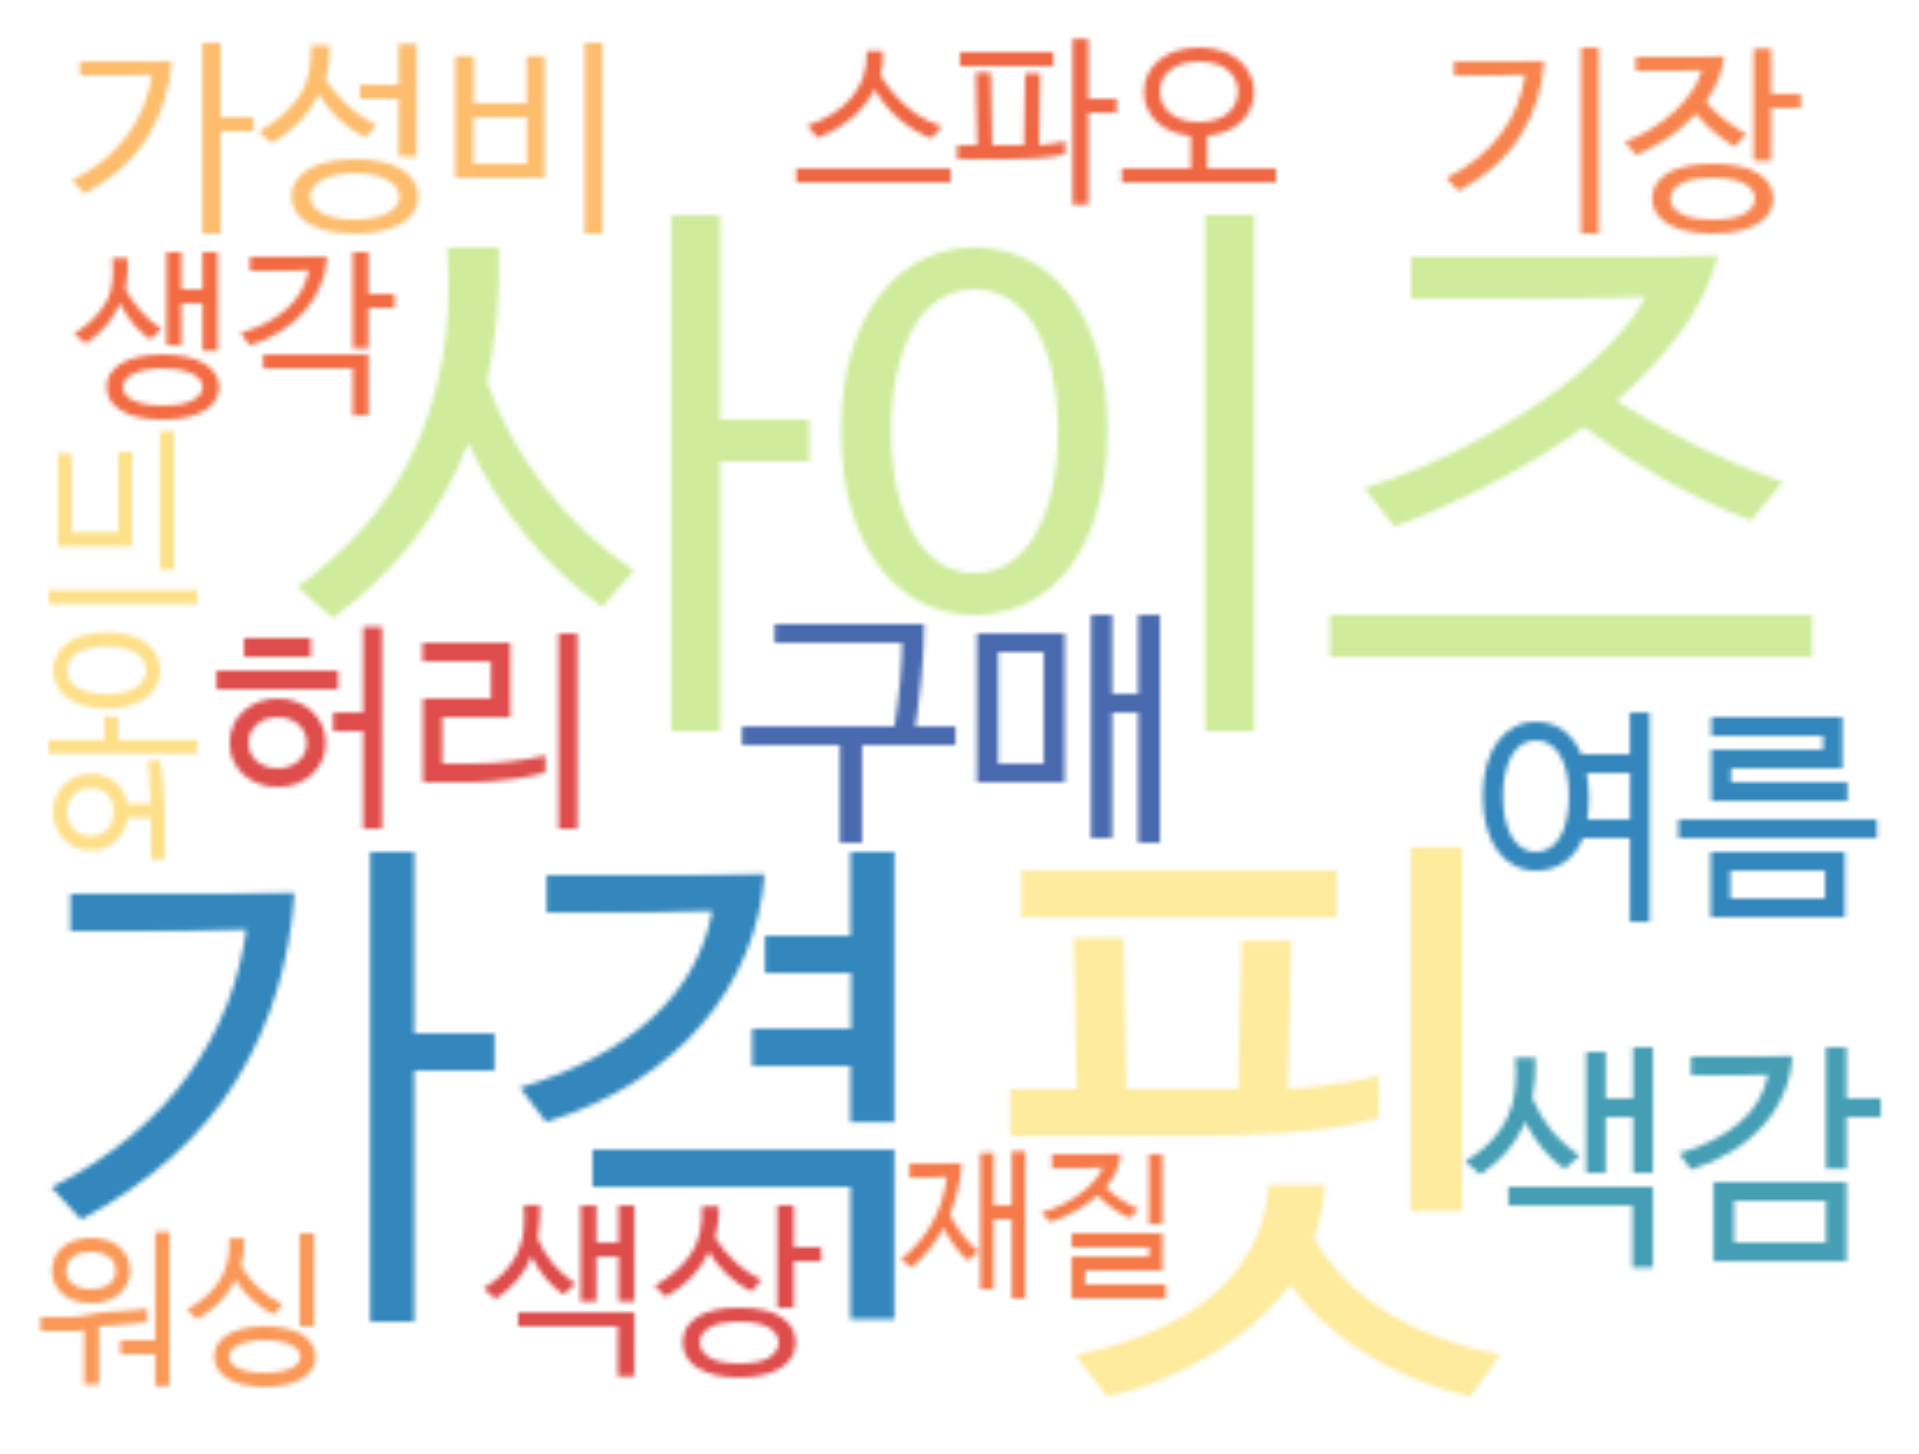 가성비
스파오
기장
생각
사이즈
와이드
허리
구매
여름
가격
핏
색감
재질
색상
워싱